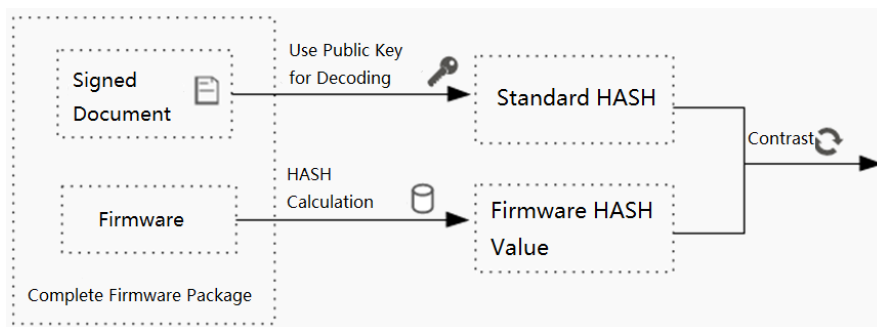 Signed
Document
Use Public Key
for Decoding
Standard HASH
Contrast
Firmware
HASH
Calculation
Firmware HASH
Value
Complete Firmware Package